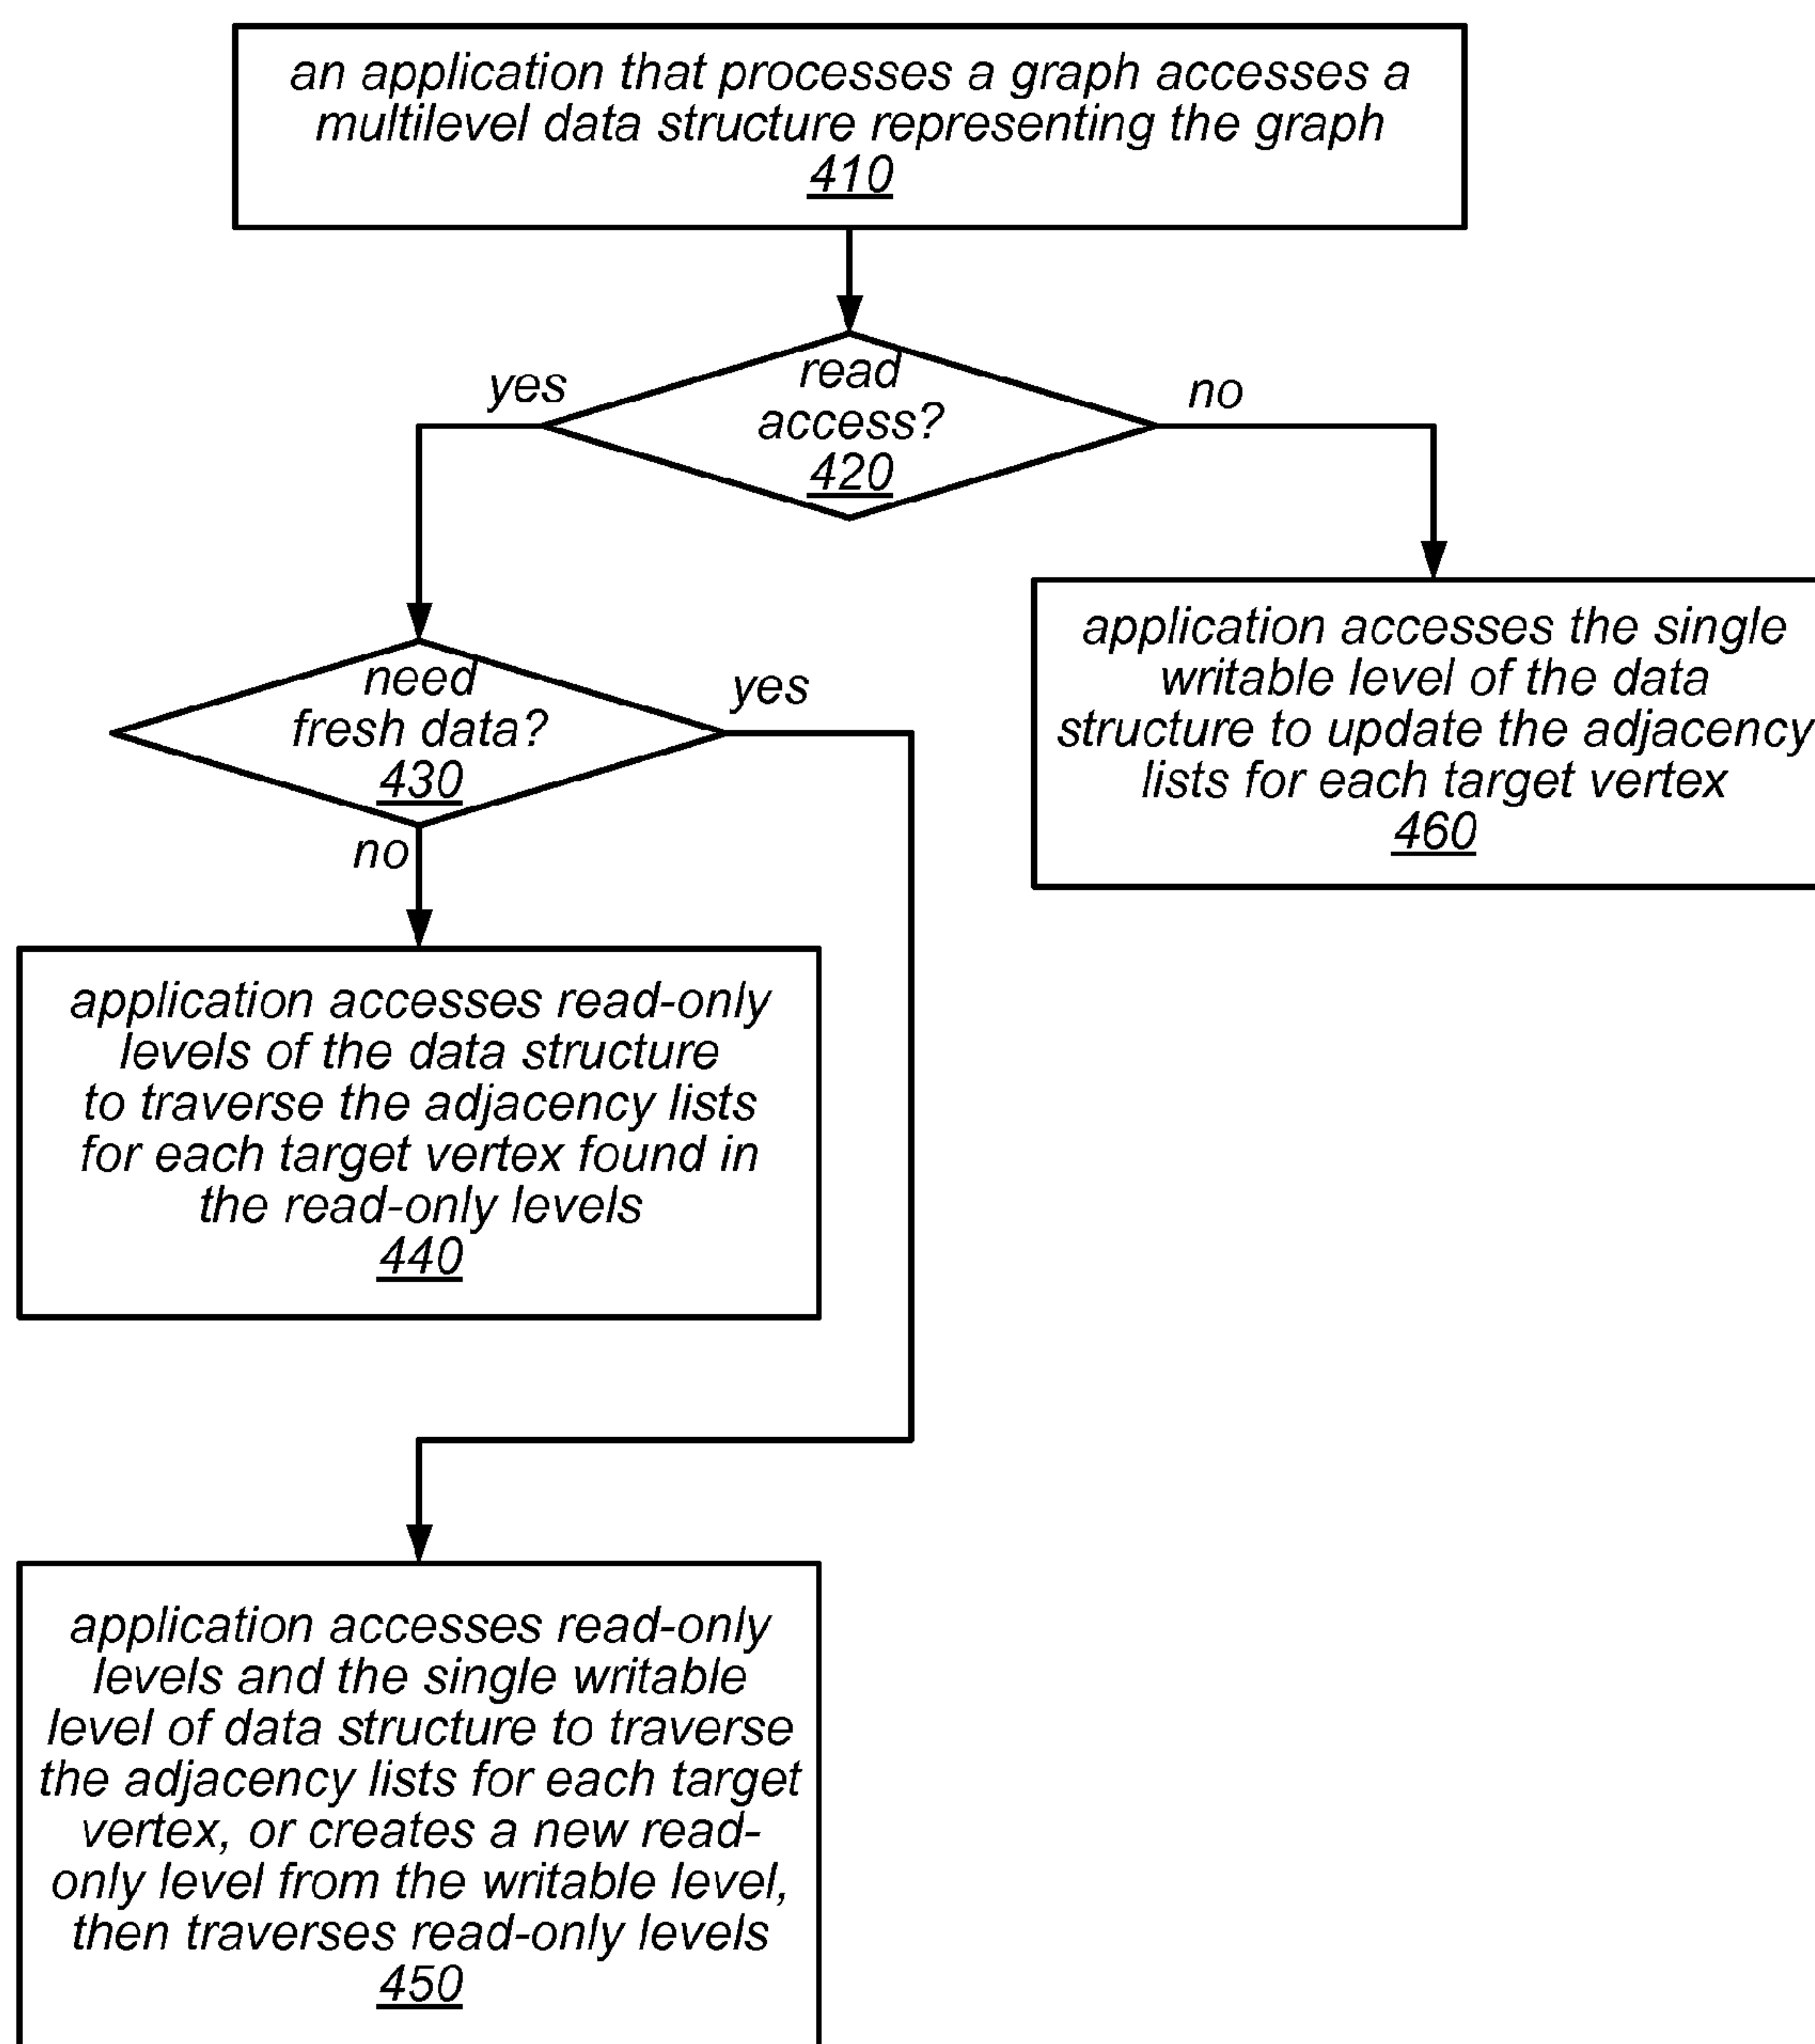 an application that processes a graph accesses a
multilevel data structure representing the graph
410
yes
read
access?
420
no
need
fresh data?
430
yes
no
application accesses the single
writable level of the data
structure to update the adjacency
lists for each target vertex
460
application accesses read-only
levels of the data structure
to traverse the adjacency lists
for each target vertex found in
the read-only levels
440
application accesses read-only
levels and the single writable
level of data structure to traverse
the adjacency lists for each target
vertex, or creates a new read-
only level from the writable level,
then traverses read-only levels
450